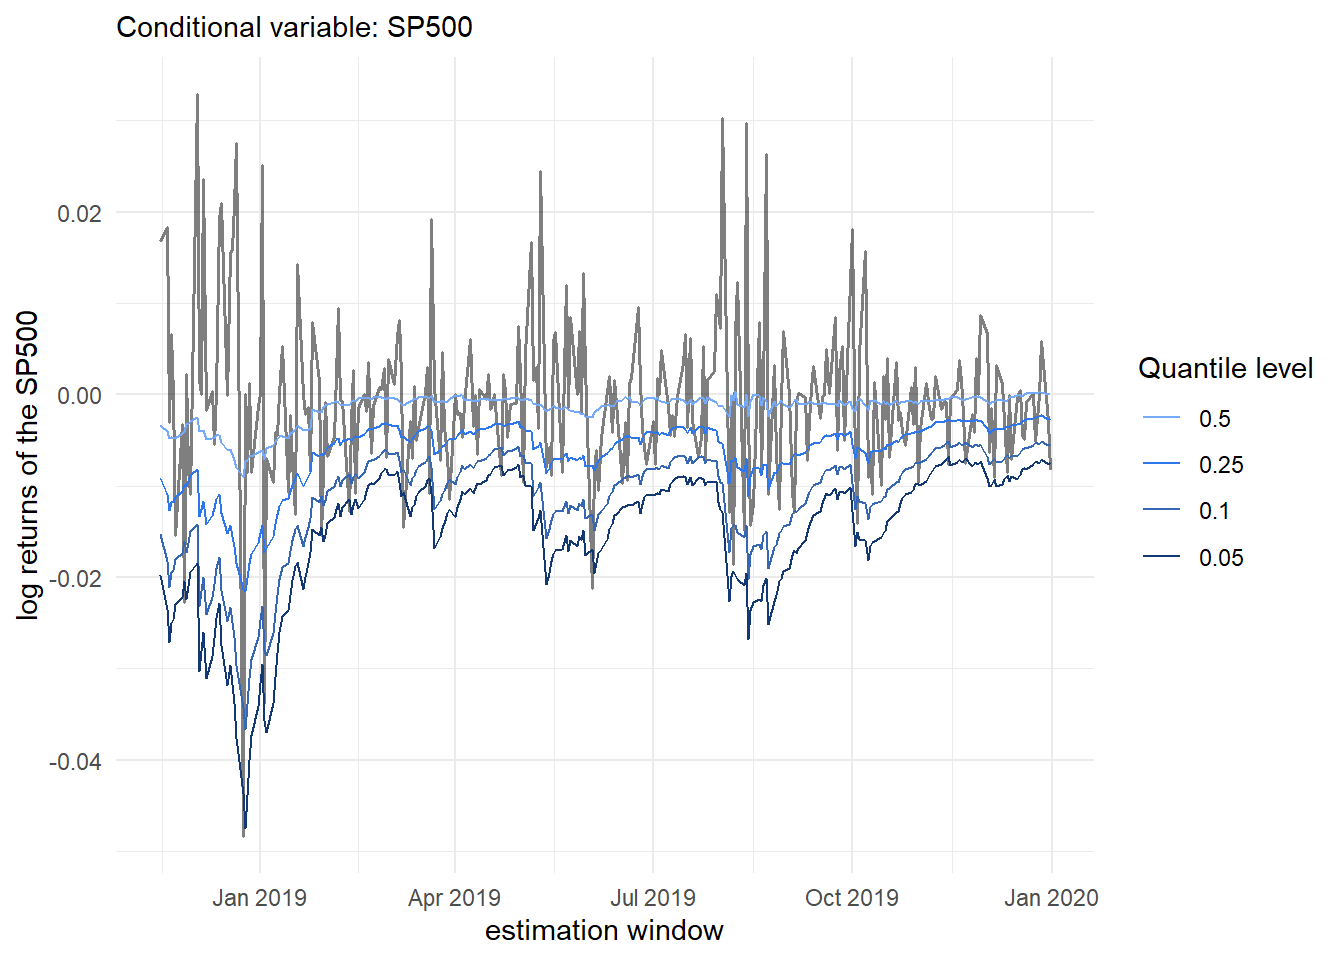 Conditional variable: SP500
log returns of the SP500
0.02
0.00
-0.02
-0.04
Jan 2019
Apr 2019
Jul 2019
Oct 2019
Jan 2020
estimation window
Quantile level
0.5
0.25
0.1
0.05